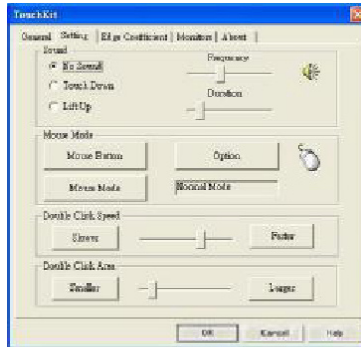 TouchKit
General Setting Edge Coefficient Monitors About
Sound
No Sound
Touch Down
Lift Up
Frequency
Duration
Mouse Mode
Mouse Button Option
Mouse Mode Normal Mode
Double Click Speed
Slower Faster
Double Click Area
Smaller Larger
OK Cancel Help